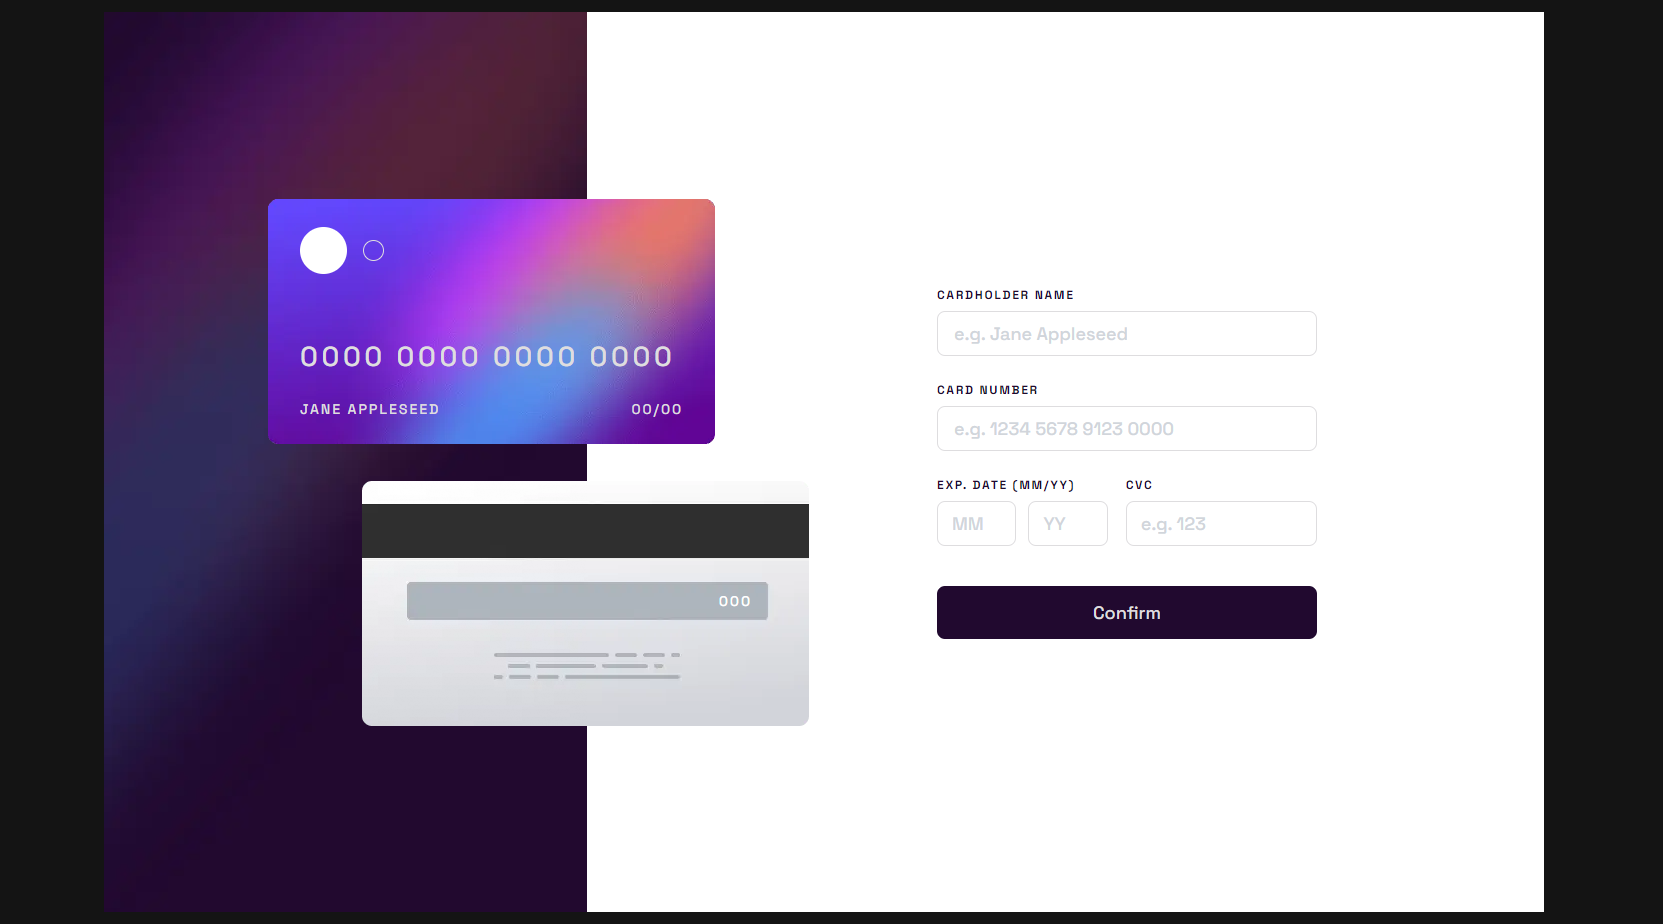 0000 0000 0000 0000
JANE APPLESEED 00/00
000
CARDHOLDER NAME
e.g. Jane Appleseed
CARD NUMBER
e.g. 1234 5678 9123 0000
EXP. DATE (MM/YY) CVC
MM YY e.g. 123
Confirm